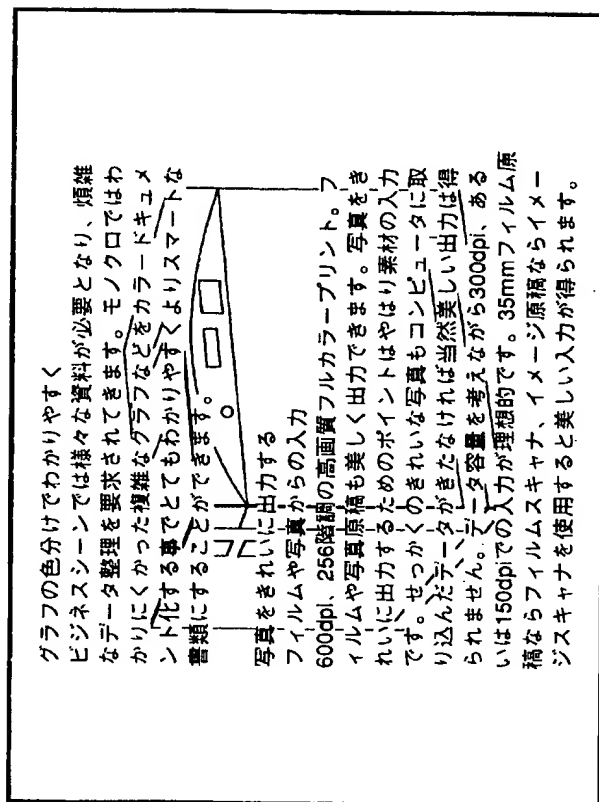 グラフの色分けでわかりやすく
ビジネスシーンでは様々な資料が必要となり、煩雑
なデータ整理を要求されてきます。モノクロではわ
かりにくかった複雑なグラフなどをカラードキュメ
ント化する事でとてもわかりやすくよりスマートな
書類にすることができます。
写真をきれいに出力する
フィルムや写真からの入力
600dpi、256階調の高画質フルカラープリント。フ
ィルムや写真原稿も美しく出力できます。写真をき
れいに出力するためのポイントはやはり素材の入力
です。せっかくのきれいな写真もコンピュータに取
り込んだデータがきたなければ当然美しい出力は得
られません。データ容量を考えながら300dpi、ある
いは150dpiでの入力が理想的です。35mmフィルム原
稿ならフィルムスキャナ、イメージ原稿ならイメー
ジスキャナを使用すると美しい入力が得られます。